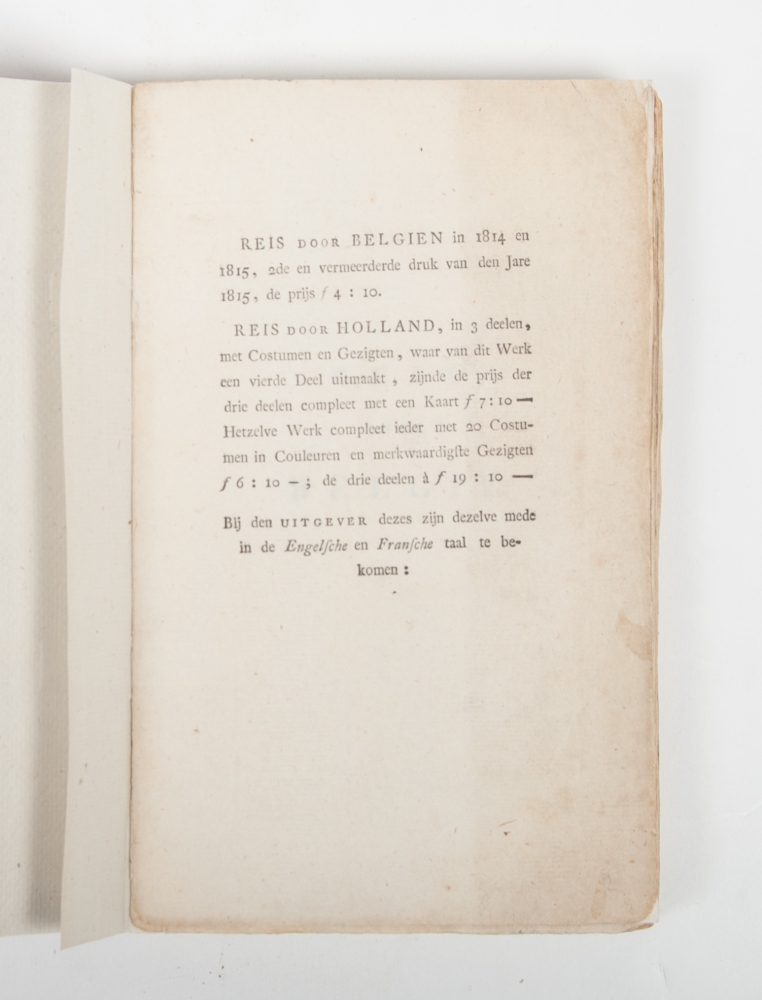 REIS DOOR BELGIEN in 1814 en
1815, 2de en vermeerderde druk van den Jare
1815, de prijs ƒ 4 : 10.
REIS DOOR HOLLAND, in 3 deelen,
met Costumen en Gezigten, waar van dit Werk
een vierde Deel uitmaakt, zijnde de prijs der
drie deelen compleet met een Kaart ƒ 7 : 10 —
Hetzelve Werk compleet ieder met 20 Costu-
men in Couleuren en merkwaardigſte Gezigten
ƒ 6 : 10 – ; de drie deelen à ƒ 19 : 10 —
Bij den UITGEVER dezes zijn dezelve mede
in de Engelſche en Franſche taal te be-
komen :